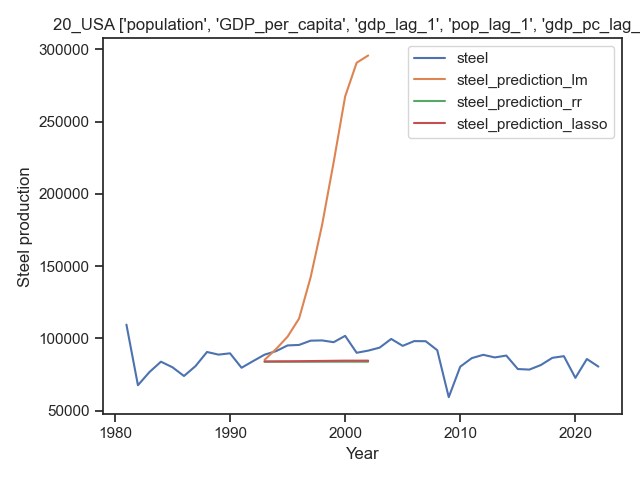 20_USA ['population', 'GDP_per_capita', 'gdp_lag_1', 'pop_lag_1', 'gdp_pc_lag_
300000
250000
200000
150000
100000
50000
Steel production
steel
steel_prediction_lm
steel_prediction_rr
steel_prediction_lasso
1980 1990 2000 2010 2020
Year